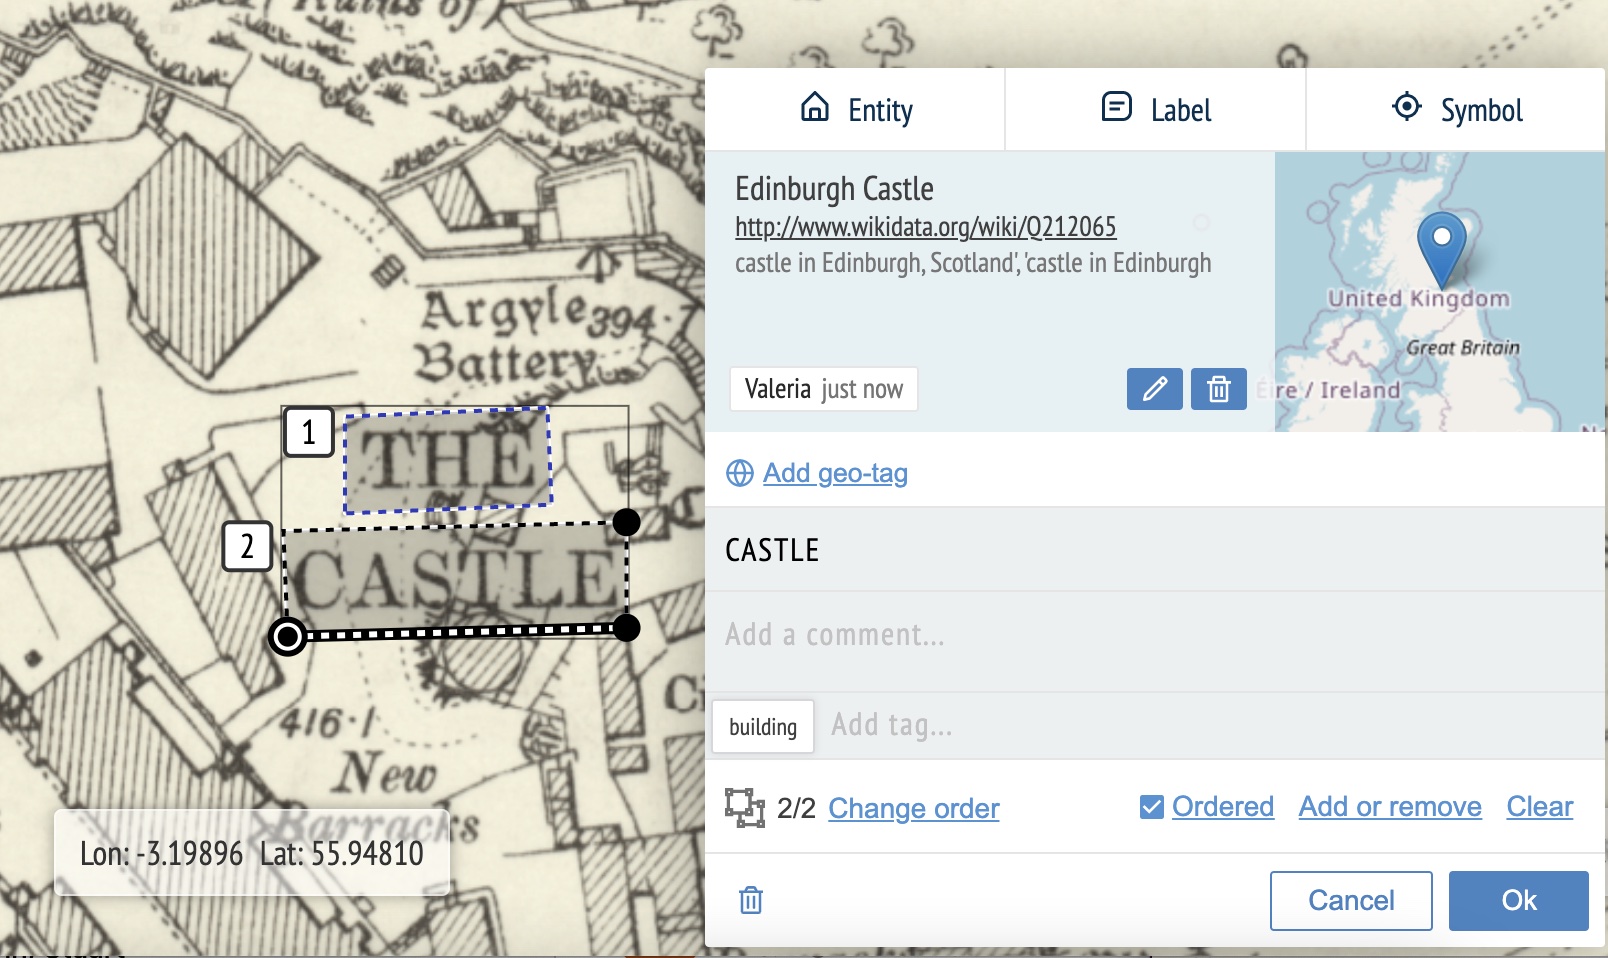 Ruins of
Entity
Label
Symbol
Edinburgh Castle
http://www.wikidata.org/wiki/Q212065
castle in Edinburgh, Scotland', 'castle in Edinburgh
Valeria just now
United Kingdom
Great Britain
Éire / Ireland
Argyle 394·7
Battery
1
THE
2
CASTLE
416·1
New
Barracks
Lon: -3.19896 Lat: 55.94810
Add geo-tag
CASTLE
Add a comment...
building
Add tag...
2/2 Change order
Ordered
Add or remove
Clear
Cancel
Ok